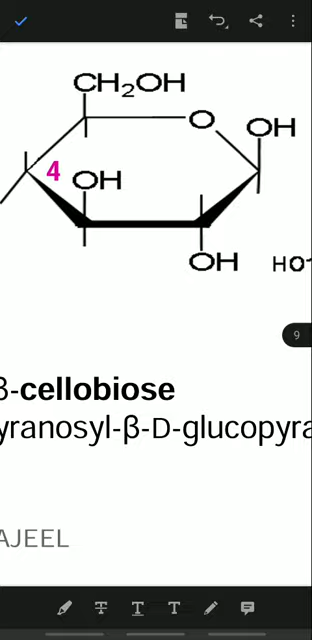 CH2OH
O
OH
4
OH
OH
HO
9
β-cellobiose
yranosyl-β-D-glucopyra
AJEEL
T
T
T